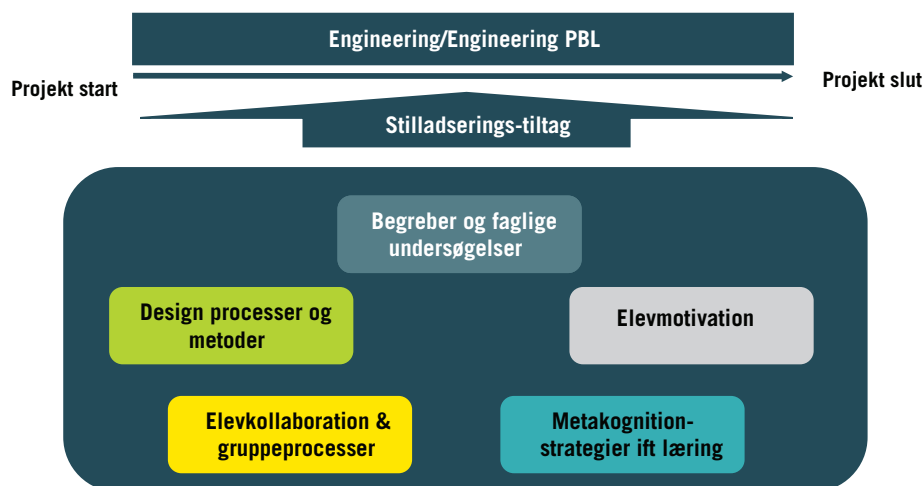 Engineering/Engineering PBL
Projekt start
Projekt slut
Stilladserings-tiltag
Begreber og faglige
undersøgelser
Design processer og
metoder
Elevmotivation
Elevkollaboration &
gruppeprocesser
Metakognition-
strategier ift læring